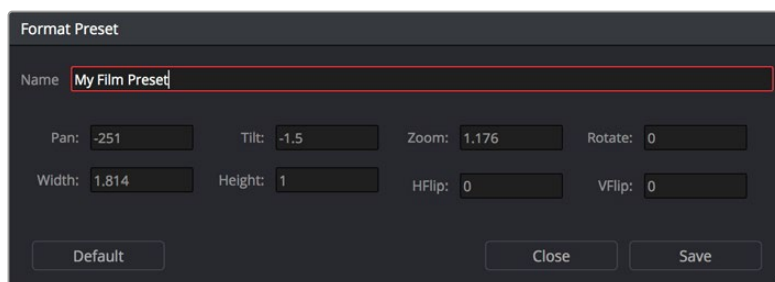 Format Preset
Name My Film Preset
Pan: -251 Tilt: -1.5 Zoom: 1.176 Rotate: 0
Width: 1.814 Height: 1 HFlip: 0 VFlip: 0
Default Close Save